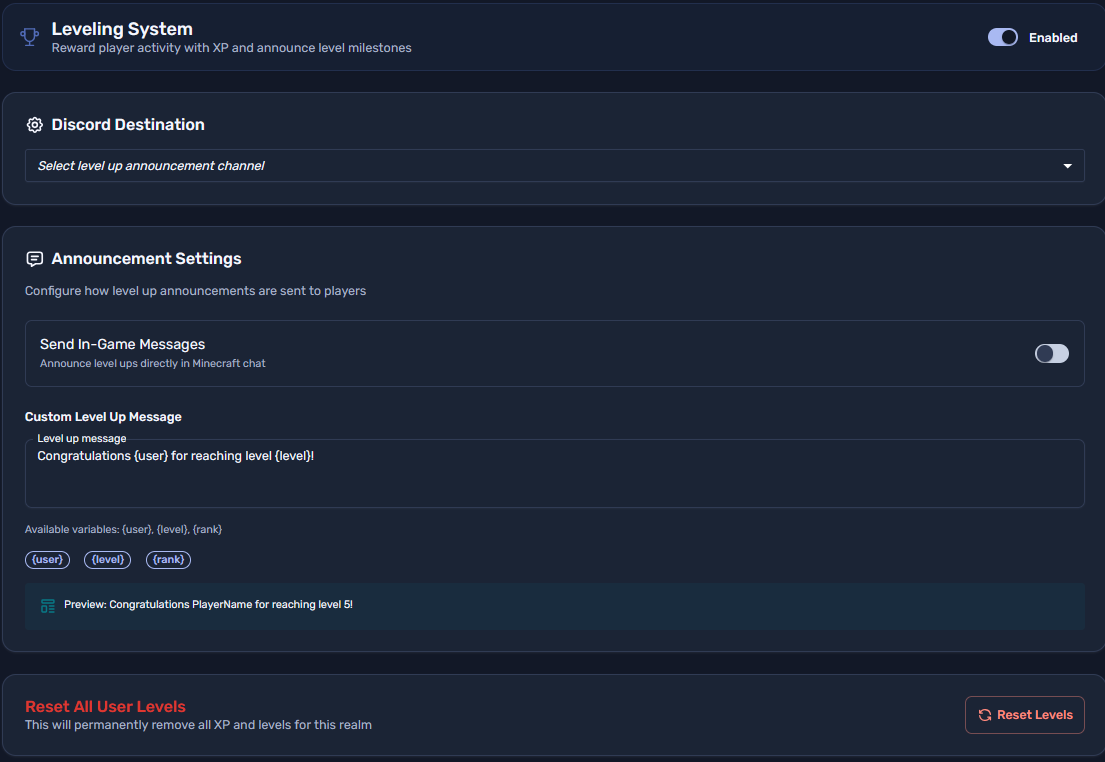 Leveling System
Reward player activity with XP and announce level milestones
Enabled
Discord Destination
Select level up announcement channel
Announcement Settings
Configure how level up announcements are sent to players
Send In-Game Messages
Announce level ups directly in Minecraft chat
Custom Level Up Message
Level up message
Congratulations {user} for reaching level {level}!
Available variables: {user}, {level}, {rank}
{user} {level} {rank}
Preview: Congratulations PlayerName for reaching level 5!
Reset All User Levels
This will permanently remove all XP and levels for this realm
Reset Levels